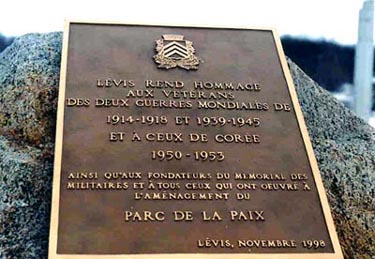 LÉVIS REND HOMMAGE
AUX VÉTÉRANS
DES DEUX GUERRES MONDIALES DE
1914-1918 ET 1939-1945
ET À CEUX DE CORÉE
1950-1953
AINSI QU'AUX FONDATEURS DU MEMORIAL DES
MILITAIRES ET À TOUS CEUX QUI ONT OEUVRÉ À
L'AMÉNAGEMENT DU
PARC DE LA PAIX
LÉVIS, NOVEMBRE 1998